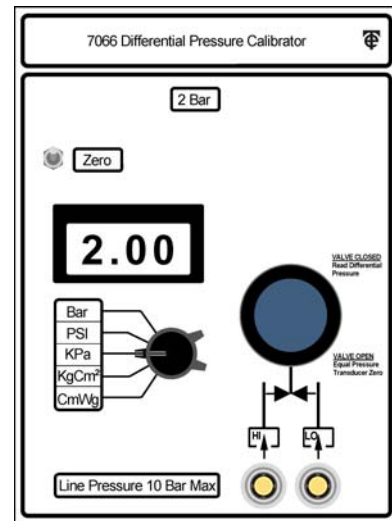 7066 Differential Pressure Calibrator
2 Bar
Zero
2.00
VALVE CLOSED
Read Differential
Pressure
Bar
PSI
KPa
KgCm²
CmWg
VALVE OPEN
Equal Pressure
Transducer Zero
HI
LO
Line Pressure 10 Bar Max